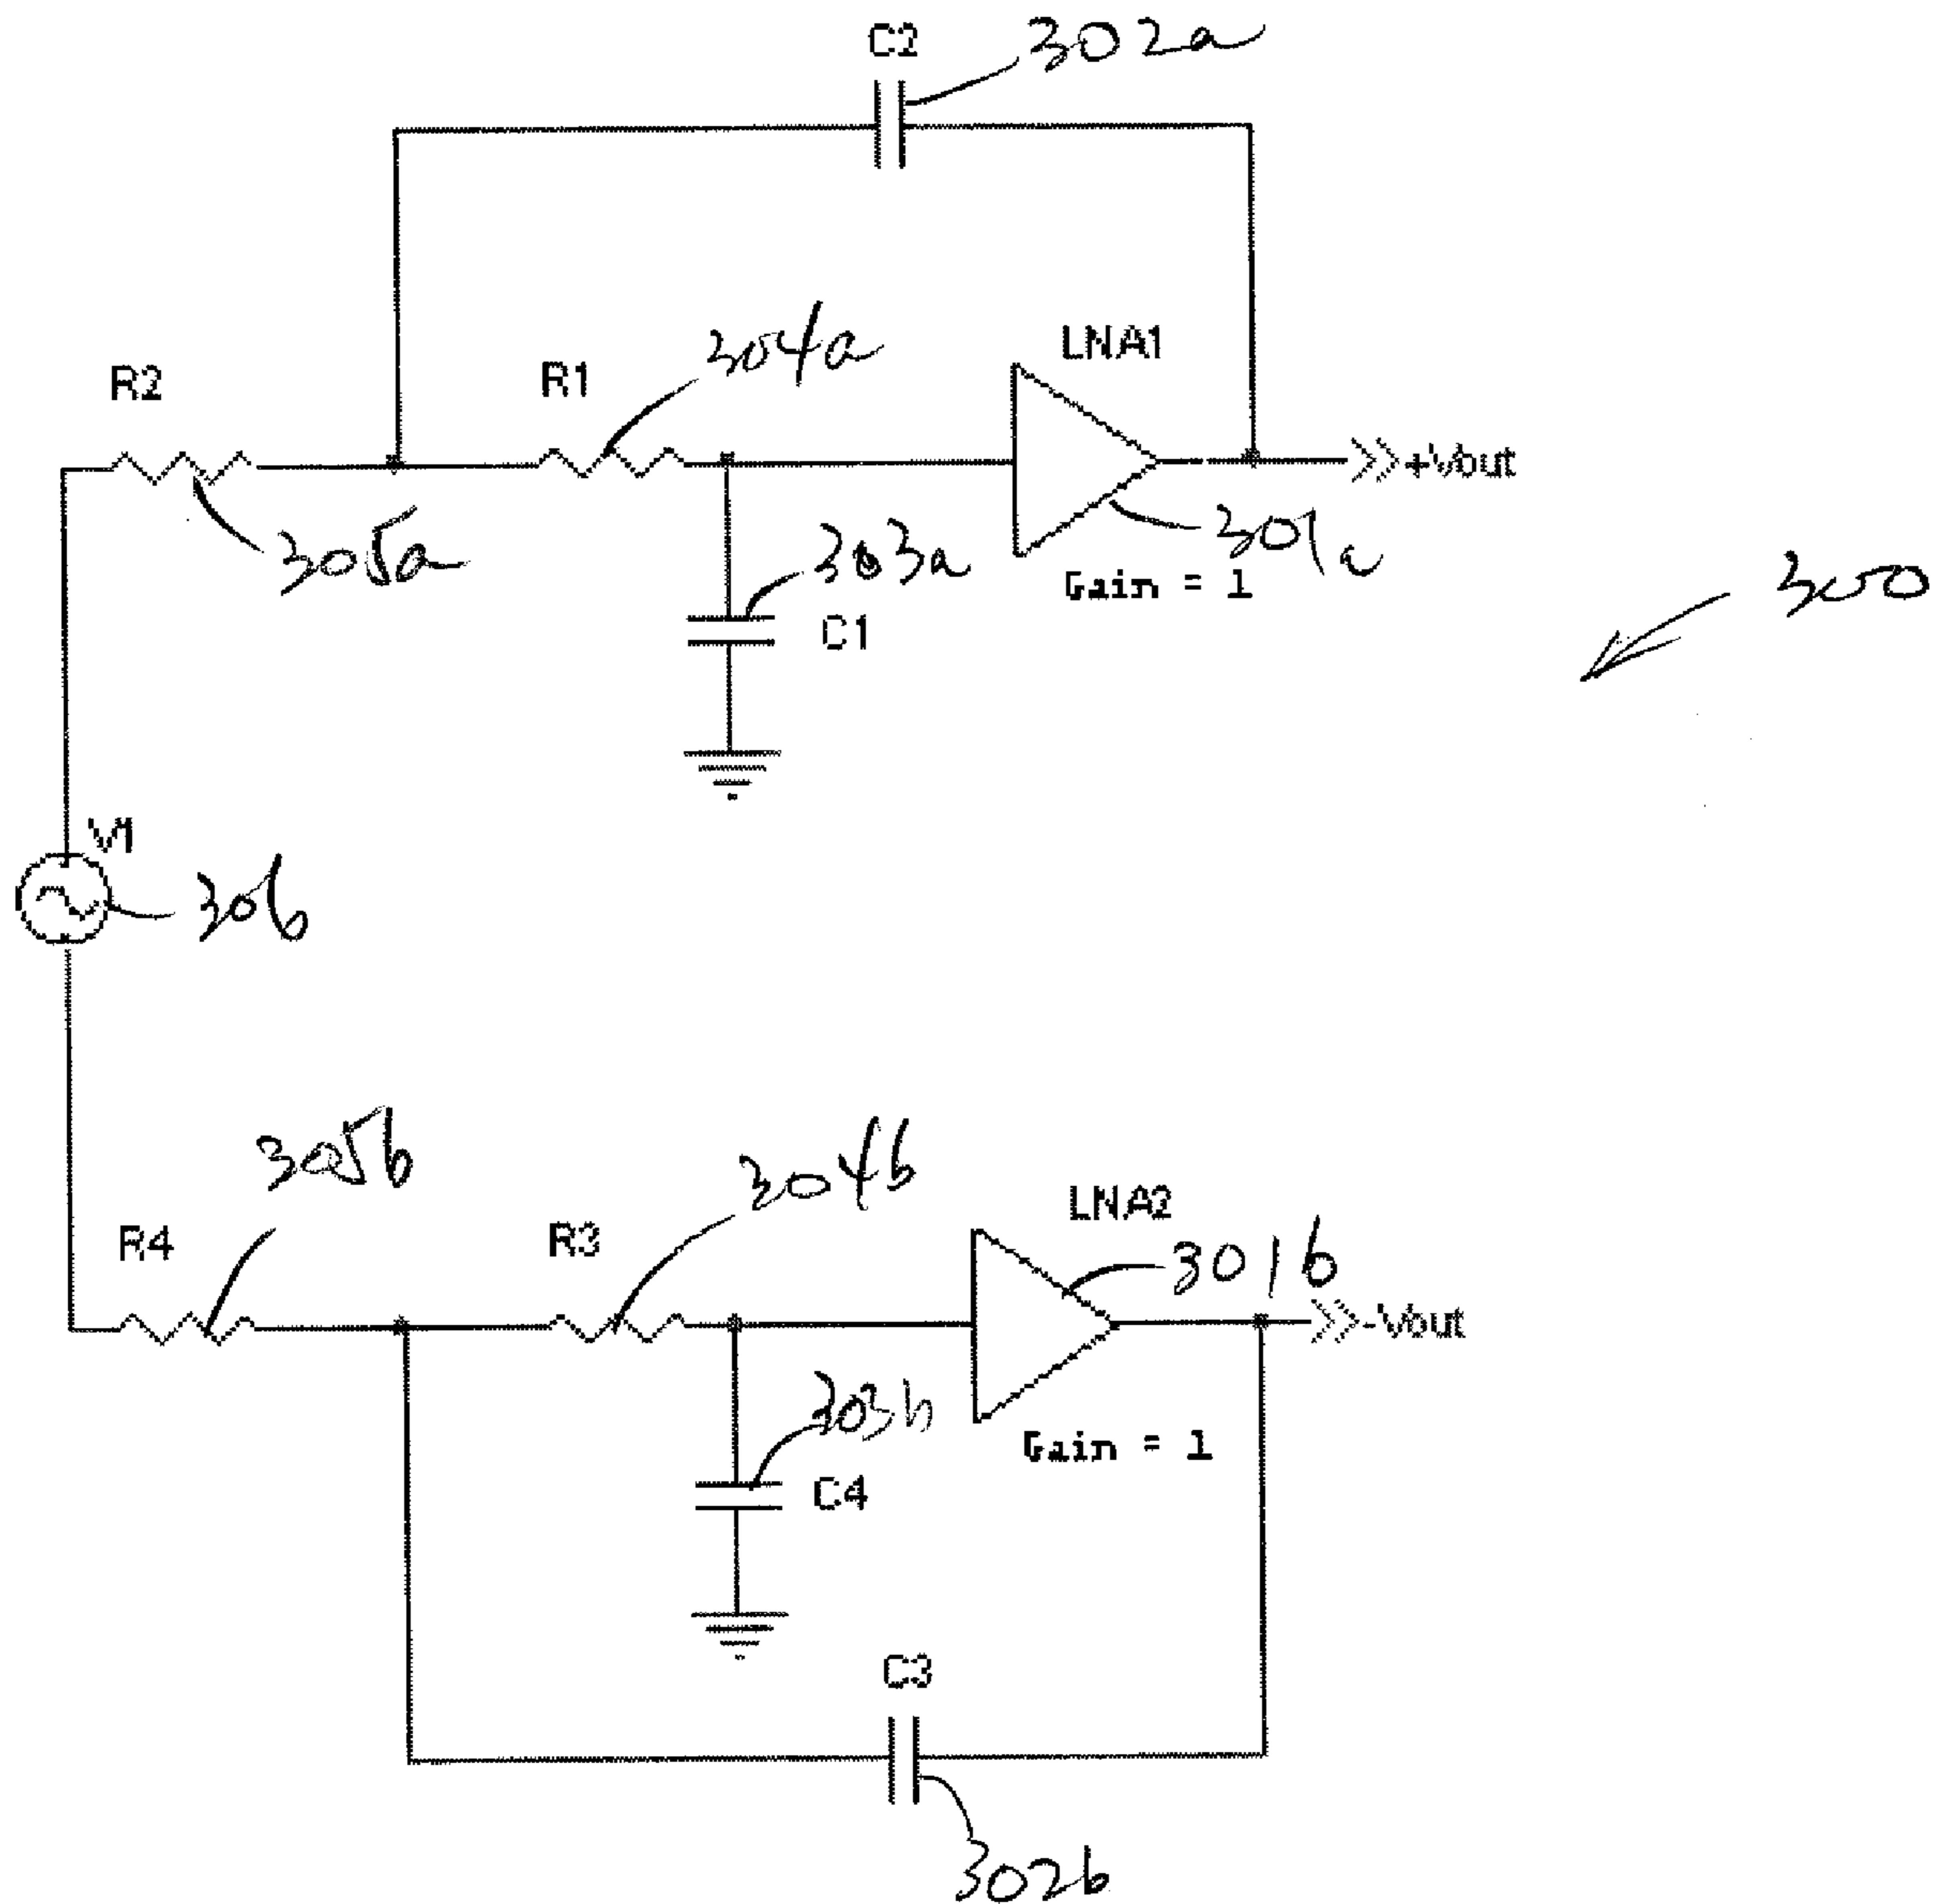 C2
302a
R2
R1
304a
LNA1
+Vout
305a
303a
301a
Gain = 1
C1
300
V1
306
R4
305b
R3
304b
LNA2
301b
-Vout
303b
C4
Gain = 1
C3
302b